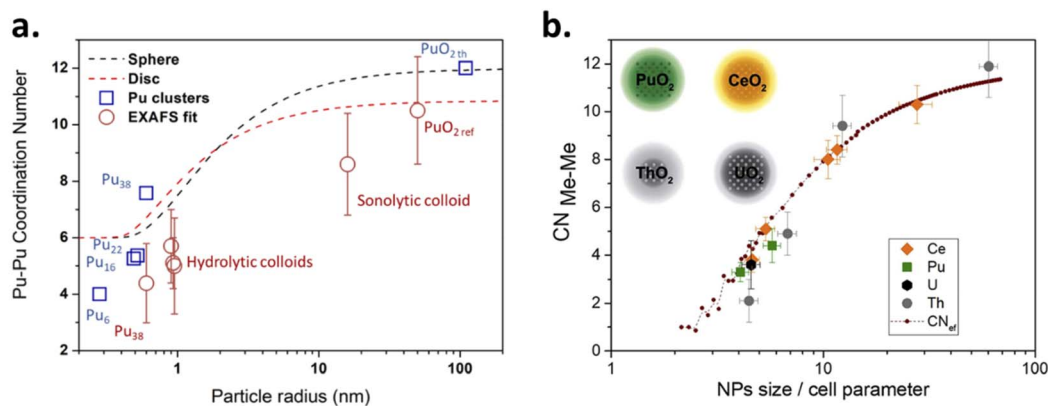 a.
Pu-Pu Coordination Number
12
10
8
6
4
2
Sphere
Disc
Pu clusters
EXAFS fit
PuO2 th
PuO2 ref
Pu38
Sonolytic colloid
Pu22
Pu16
Hydrolytic colloids
Pu6
Pu38
1
10
100
Particle radius (nm)
b.
CN Me-Me
12
10
8
6
4
2
0
PuO2
CeO2
ThO2
UO2
Ce
Pu
U
Th
CNef
1
10
100
NPs size / cell parameter